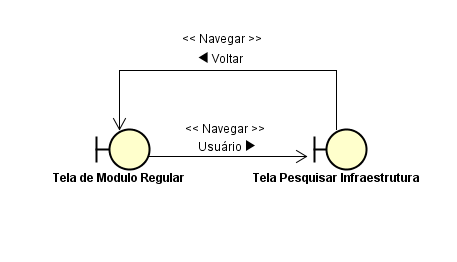 << Navegar >>
◀ Voltar
<< Navegar >>
Usuário ▶
Tela de Modulo Regular
Tela Pesquisar Infraestrutura